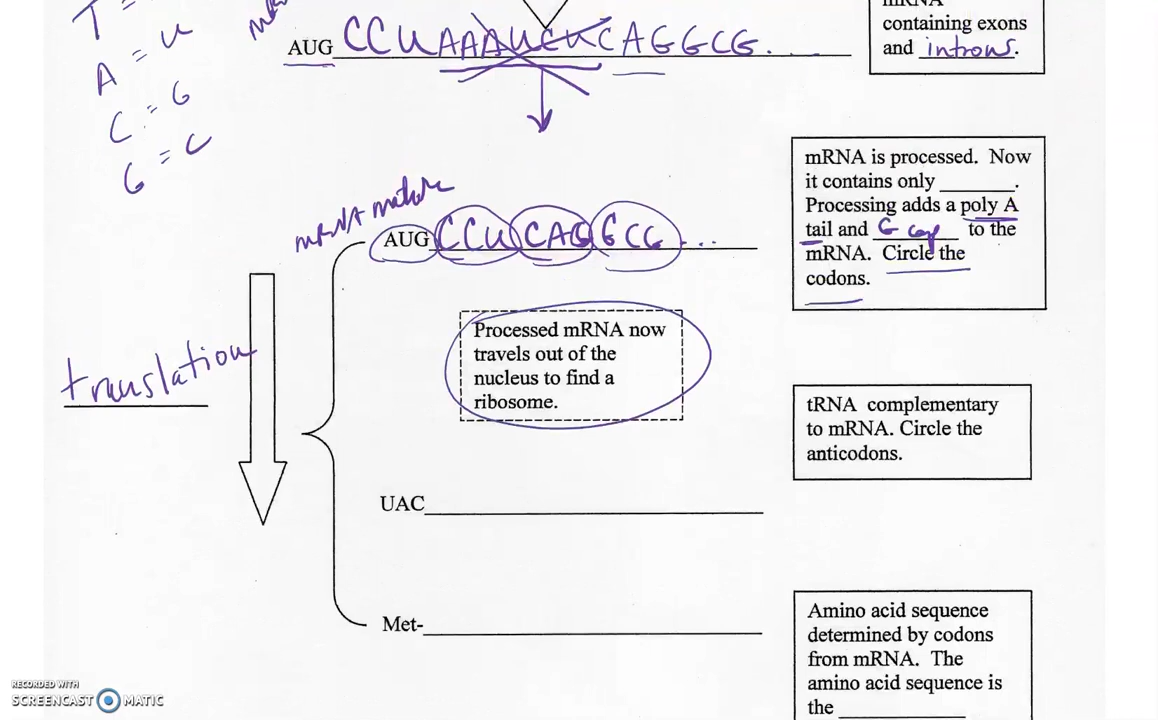 T =
A = U
C = G
G = C
mRNA
containing exons
and introns.
AUG CCUAAAUCUCAGGCG....
mRNA is processed. Now
it contains only ______.
Processing adds a poly A
tail and G cap to the
mRNA. Circle the
codons.
mRNA mature
AUG CCU CAG GCG ...
Processed mRNA now
travels out of the
nucleus to find a
ribosome.
translation
tRNA complementary
to mRNA. Circle the
anticodons.
UAC
Met-
Amino acid sequence
determined by codons
from mRNA. The
amino acid sequence is
the
RECORDED WITH
SCREENCAST MATIC